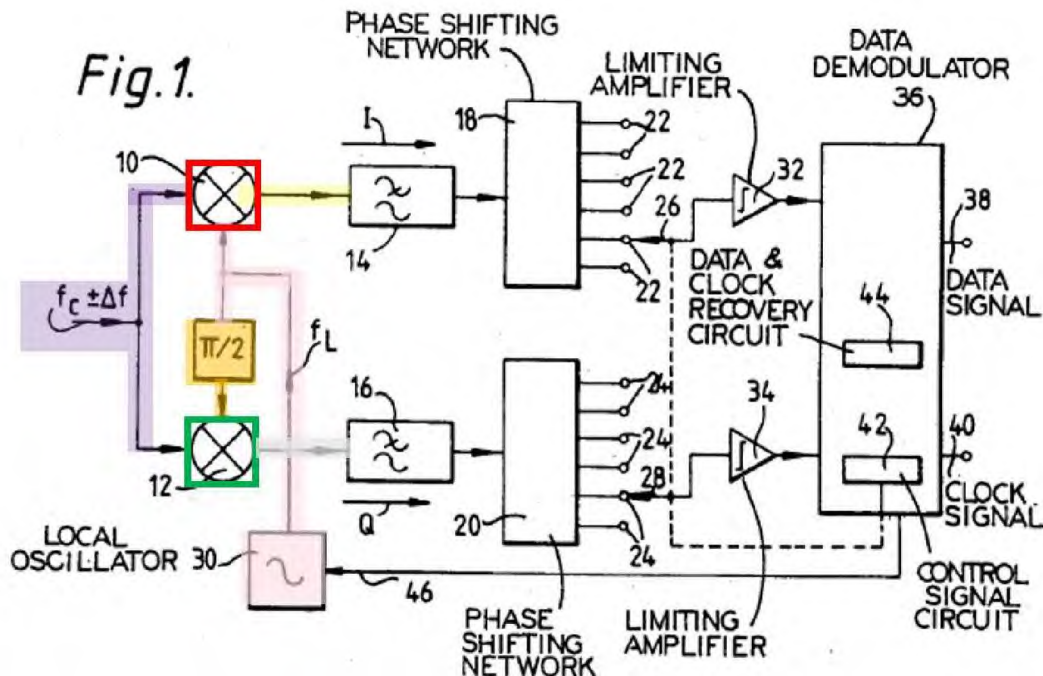 Fig.1.
PHASE SHIFTING
NETWORK
LIMITING
AMPLIFIER
DATA
DEMODULATOR
36
10
I
18
22
32
14
22
26
38
fc ±Δf
DATA &
CLOCK
RECOVERY
CIRCUIT
22
44
DATA
SIGNAL
π/2
fL
16
24
34
42
40
12
24
28
Q
20
24
CLOCK
SIGNAL
LOCAL
OSCILLATOR
30
46
PHASE
SHIFTING
NETWORK
LIMITING
AMPLIFIER
CONTROL
SIGNAL
CIRCUIT